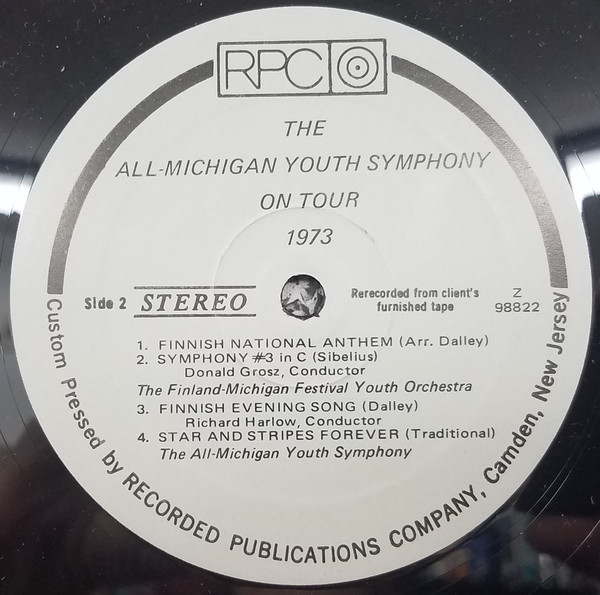 RPC
THE
ALL-MICHIGAN YOUTH SYMPHONY
ON TOUR
1973
Side 2 STEREO
Rerecorded from client's
furnished tape
Z
98822
1. FINNISH NATIONAL ANTHEM (Arr. Dalley)
2. SYMPHONY #3 in C (Sibelius)
Donald Grosz, Conductor
The Finland-Michigan Festival Youth Orchestra
3. FINNISH EVENING SONG (Dalley)
Richard Harlow, Conductor
4. STAR AND STRIPES FOREVER (Traditional)
The All-Michigan Youth Symphony
Custom Pressed by RECORDED PUBLICATIONS COMPANY, Camden, New Jersey